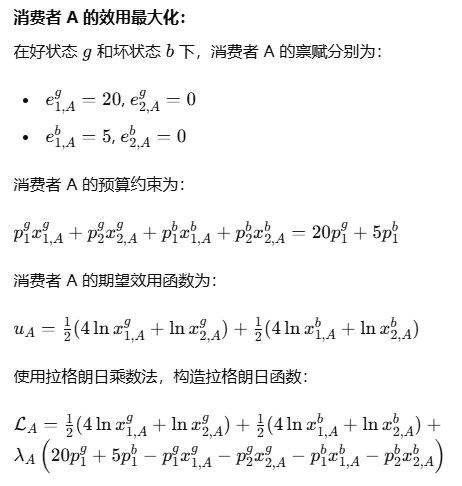 消费者 A 的效用最大化：
在好状态 g 和坏状态 b 下，消费者 A 的禀赋分别为：
• e^g_{1,A} = 20, e^g_{2,A} = 0
• e^b_{1,A} = 5, e^b_{2,A} = 0
消费者 A 的预算约束为：
p^g_1 x^g_{1,A} + p^g_2 x^g_{2,A} + p^b_1 x^b_{1,A} + p^b_2 x^b_{2,A} = 20p^g_1 + 5p^b_1
消费者 A 的期望效用函数为：
u_A = \frac{1}{2}(4 ln x^g_{1,A} + ln x^g_{2,A}) + \frac{1}{2}(4 ln x^b_{1,A} + ln x^b_{2,A})
使用拉格朗日乘数法，构造拉格朗日函数：
ℒ_A = \frac{1}{2}(4 ln x^g_{1,A} + ln x^g_{2,A}) + \frac{1}{2}(4 ln x^b_{1,A} + ln x^b_{2,A}) +
λ_A (20p^g_1 + 5p^b_1 − p^g_1 x^g_{1,A} − p^g_2 x^g_{2,A} − p^b_1 x^b_{1,A} − p^b_2 x^b_{2,A})